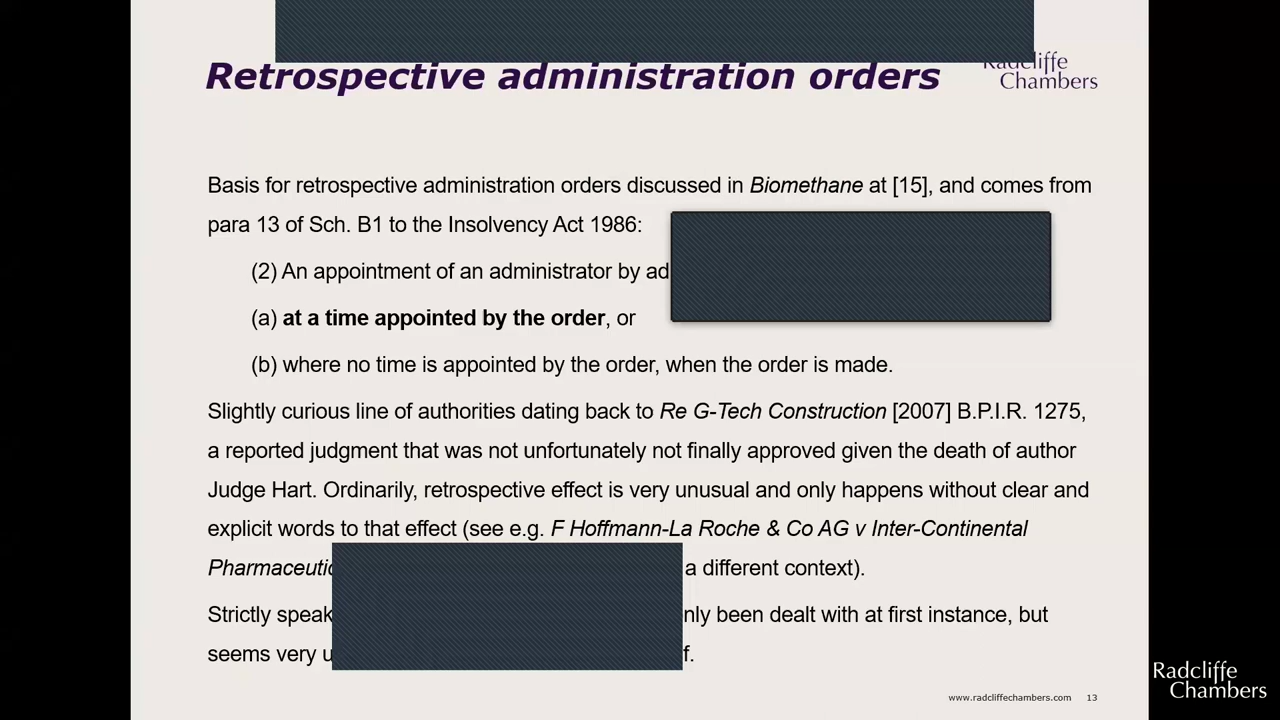 Retrospective administration orders
Radcliffe
Chambers
Basis for retrospective administration orders discussed in Biomethane at [15], and comes from
para 13 of Sch. B1 to the Insolvency Act 1986:
(2) An appointment of an administrator by
(a) at a time appointed by the order, or
(b) where no time is appointed by the order, when the order is made.
Slightly curious line of authorities dating back to Re G-Tech Construction [2007] B.P.I.R. 1275,
a reported judgment that was not unfortunately not finally approved given the death of author
Judge Hart. Ordinarily, retrospective effect is very unusual and only happens without clear and
explicit words to that effect (see e.g. F Hoffmann-La Roche & Co AG v Inter-Continental
a different context).
Strictly been dealt with at first instance, but
seems very
www.radcliffechambers.com 13
Radcliffe
Chambers